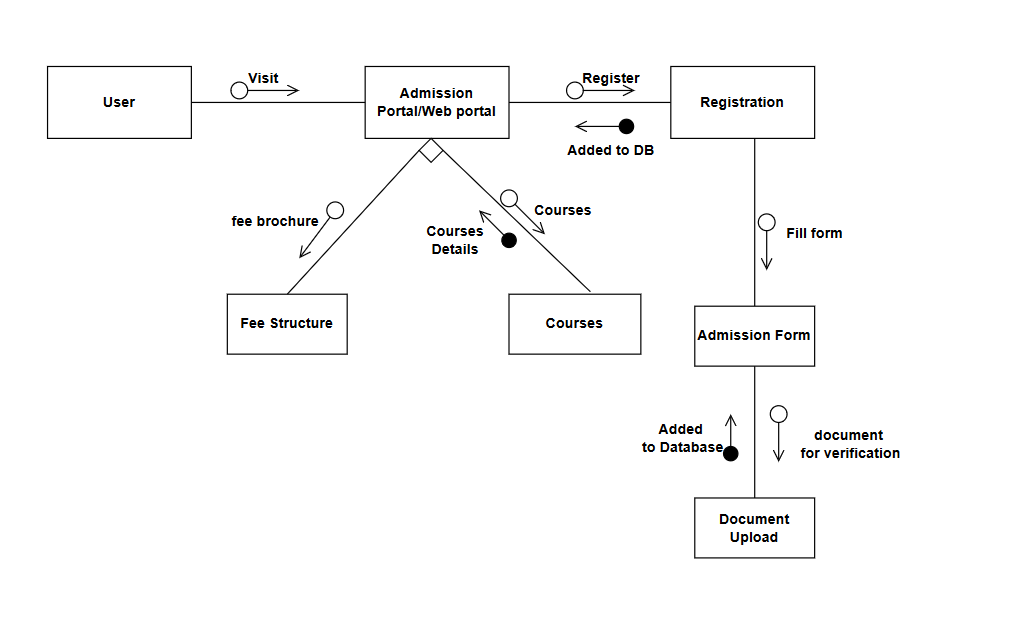 Visit
Register
User
Admission
Portal/Web portal
Registration
Added to DB
fee brochure
Courses
Courses
Details
Fill form
Fee Structure
Courses
Admission Form
Added
to Database
document
for verification
Document
Upload